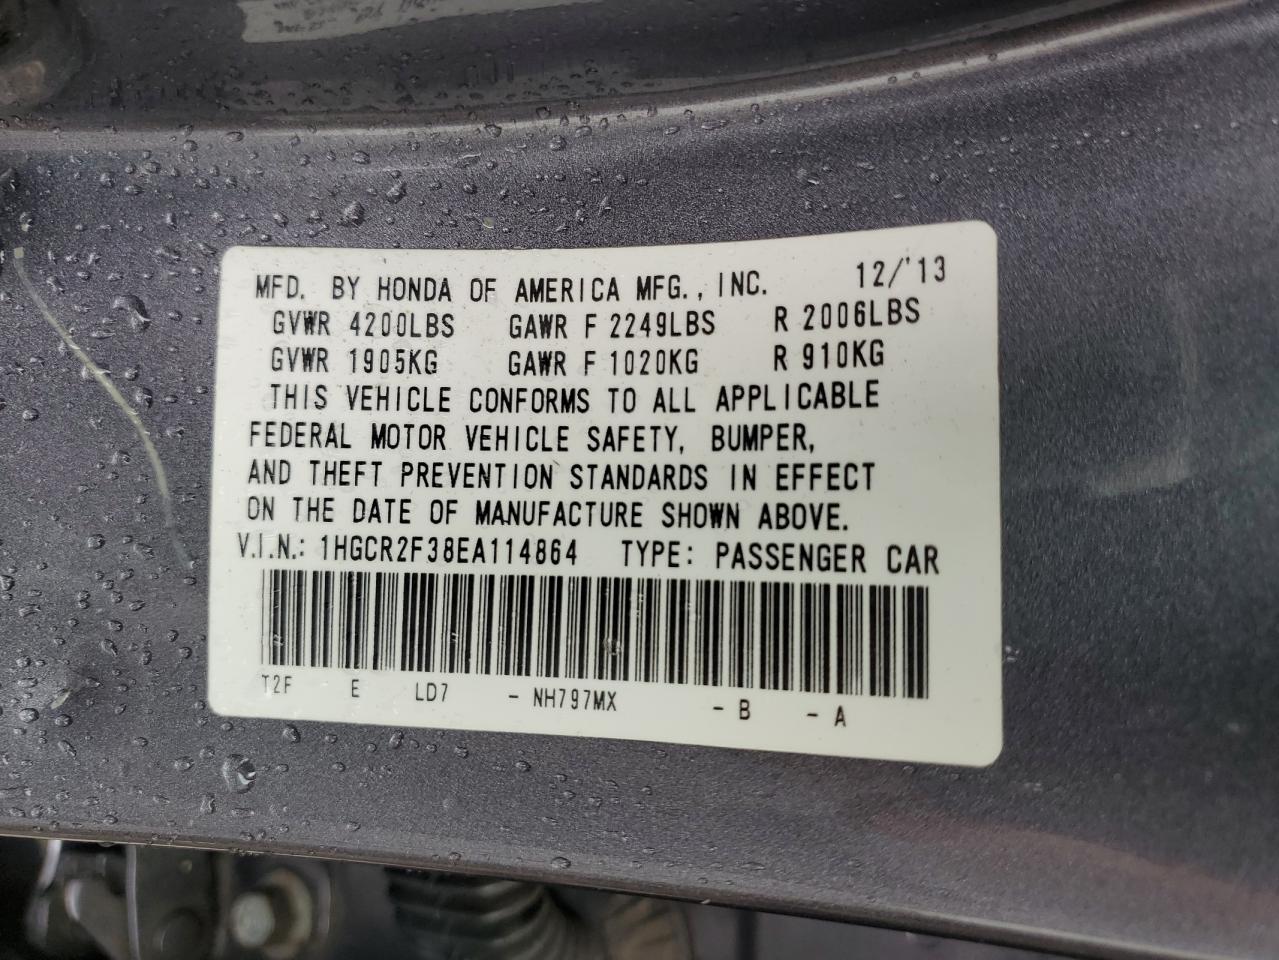 MFD. BY HONDA OF AMERICA MFG., INC. 12/'13
GVWR 4200LBS GAWR F 2249LBS R 2006LBS
GVWR 1905KG GAWR F 1020KG R 910KG
THIS VEHICLE CONFORMS TO ALL APPLICABLE
FEDERAL MOTOR VEHICLE SAFETY, BUMPER,
AND THEFT PREVENTION STANDARDS IN EFFECT
ON THE DATE OF MANUFACTURE SHOWN ABOVE.
V.I.N.: 1HGCR2F38EA114864 TYPE: PASSENGER CAR
T2F E LD7 - NH797MX - B - A